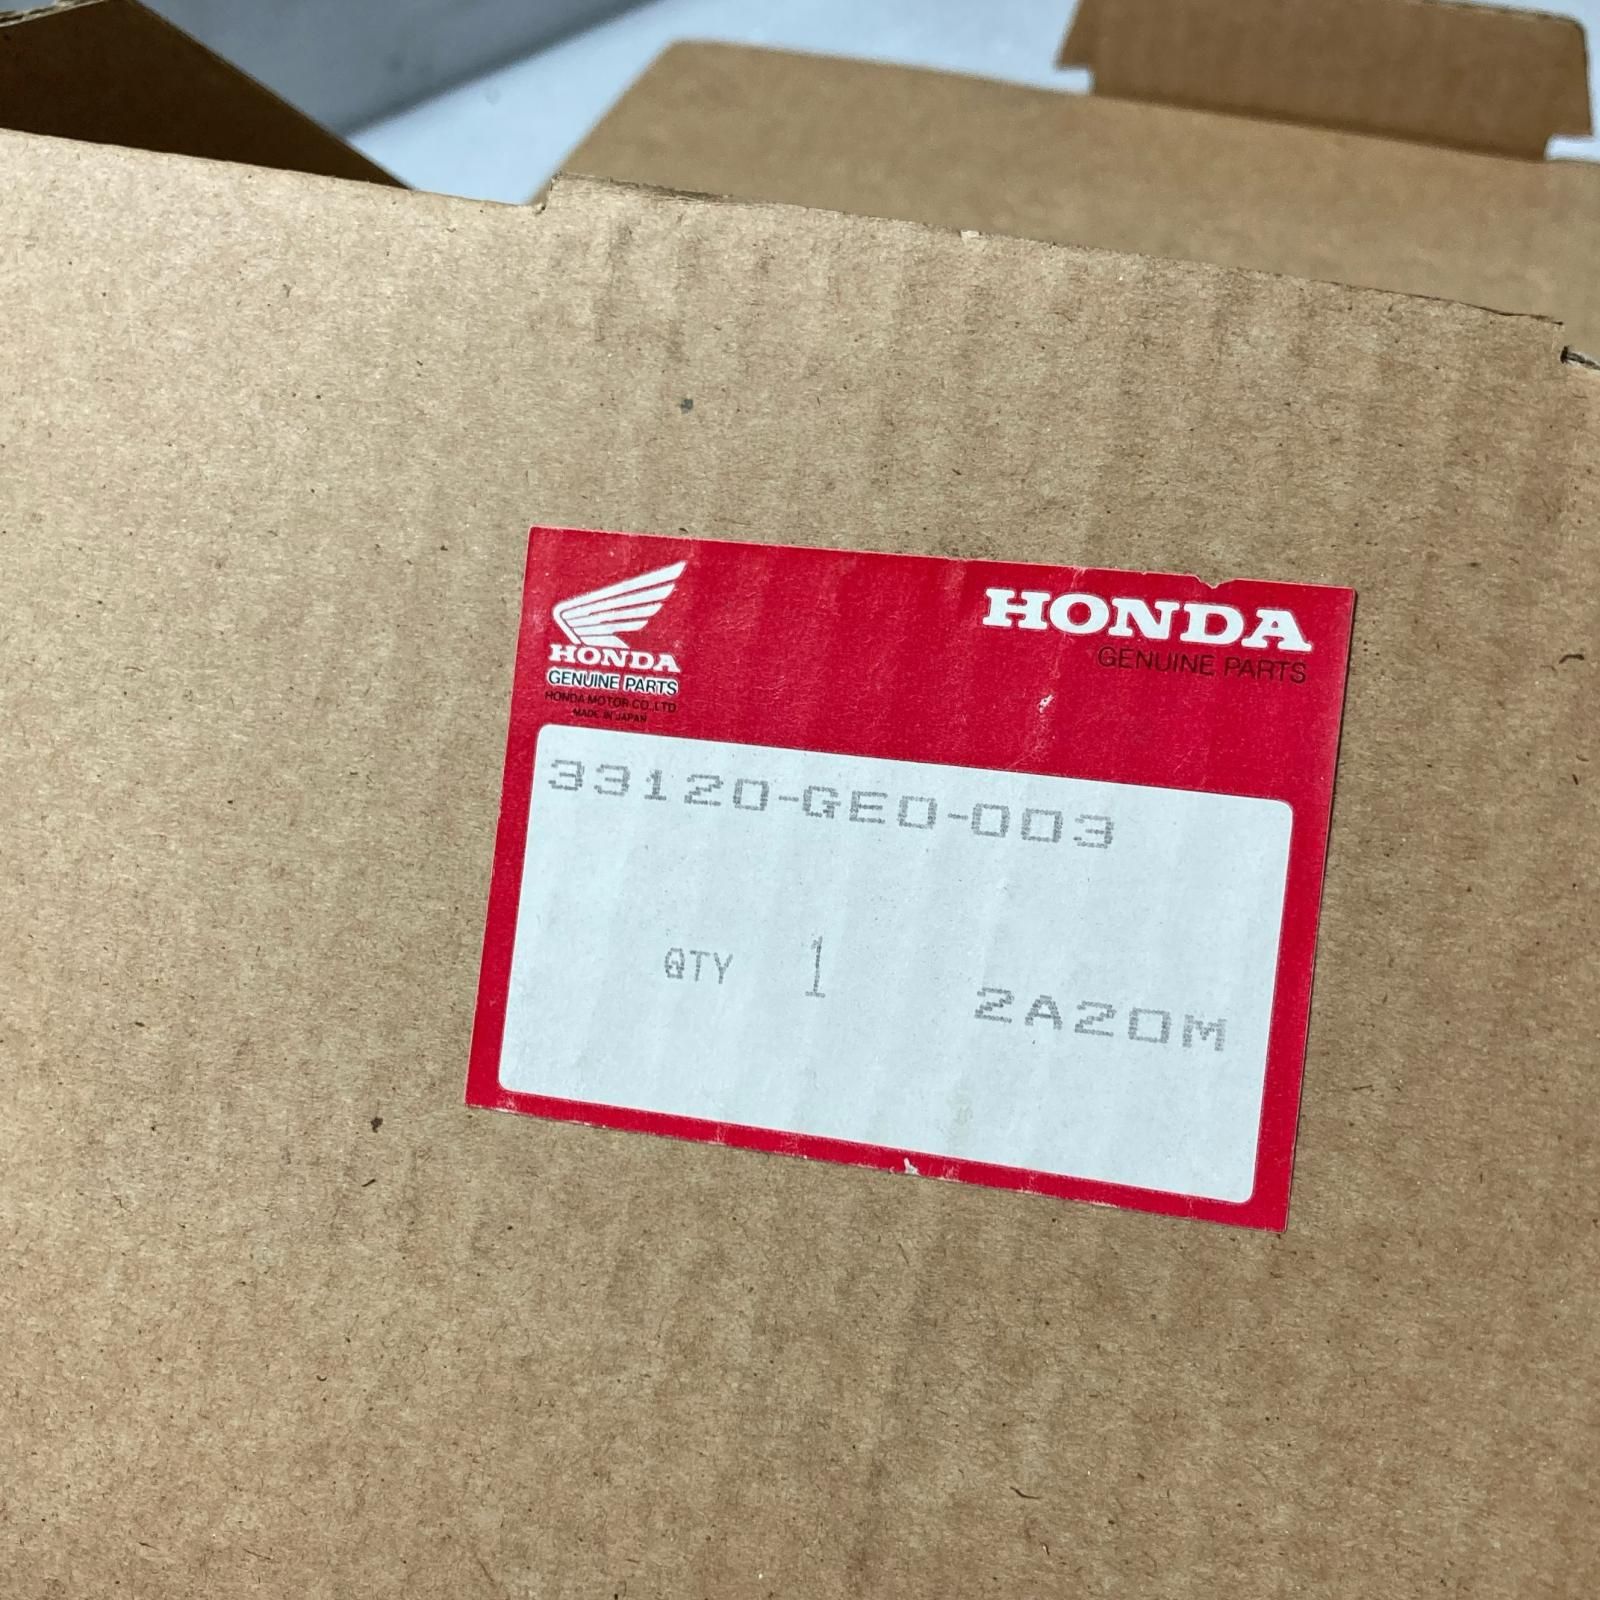 HONDA
GENUINE PARTS
HONDA MOTOR CO.,LTD
MADE IN JAPAN
HONDA
GENUINE PARTS
33120-GE0-003
QTY 1
2A20M